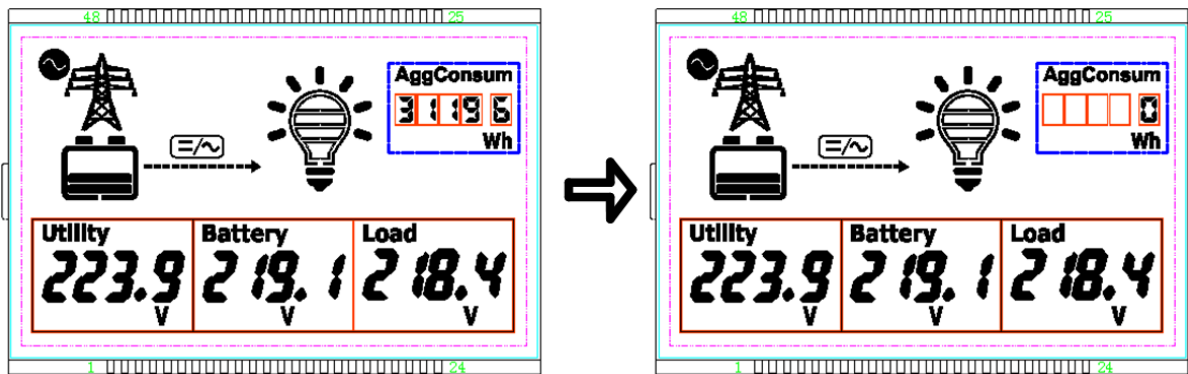 48 25
AggConsum
31196
Wh
=/~
Utility Battery Load
223.9 219.1 218.4
V V V
1 24
48 25
AggConsum
0
Wh
=/~
Utility Battery Load
223.9 219.1 218.4
V V V
1 24